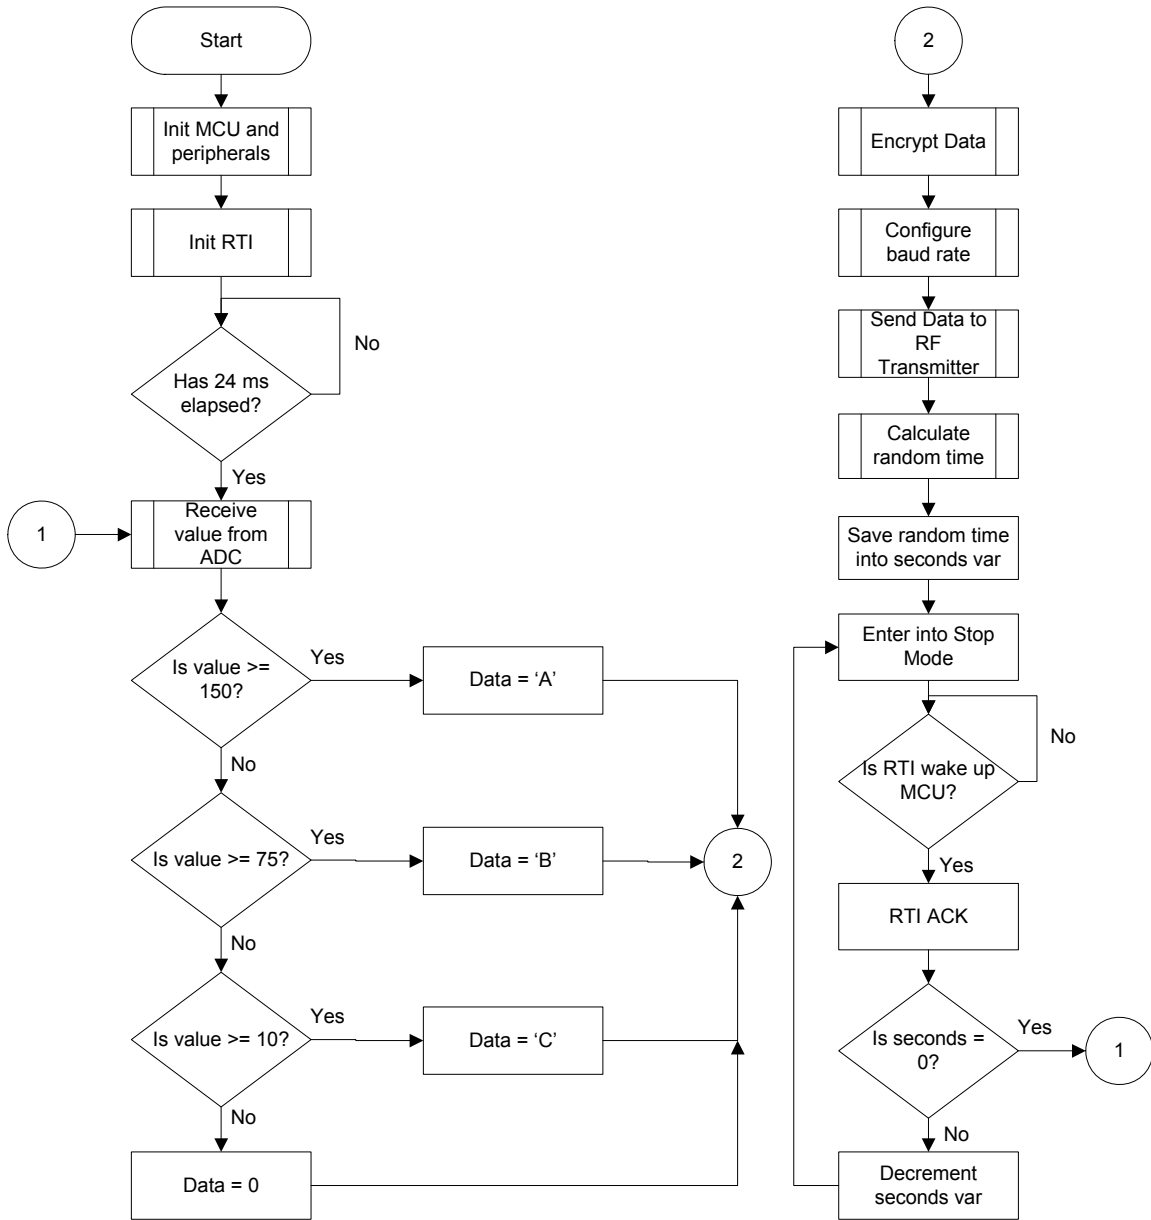 Start
Init MCU and
peripherals
Init RTI
No
Has 24 ms
elapsed?
Yes
1
Receive
value from
ADC
Is value >=
150?
Yes
Data = ‘A’
No
Is value >= 75?
Yes
Data = ‘B’
2
No
Is value >= 10?
Yes
Data = ‘C’
No
Data = 0
2
Encrypt Data
Configure
baud rate
Send Data to
RF
Transmitter
Calculate
random time
Save random time
into seconds var
Enter into Stop
Mode
No
Is RTI wake up
MCU?
Yes
RTI ACK
Is seconds =
0?
Yes
1
No
Decrement
seconds var